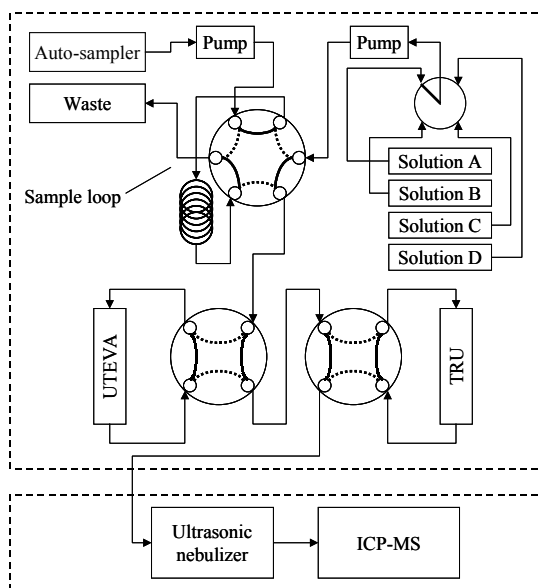 Auto-sampler
Pump
Pump
Waste
Sample loop
Solution A
Solution B
Solution C
Solution D
UTEVA
TRU
Ultrasonic
nebulizer
ICP-MS